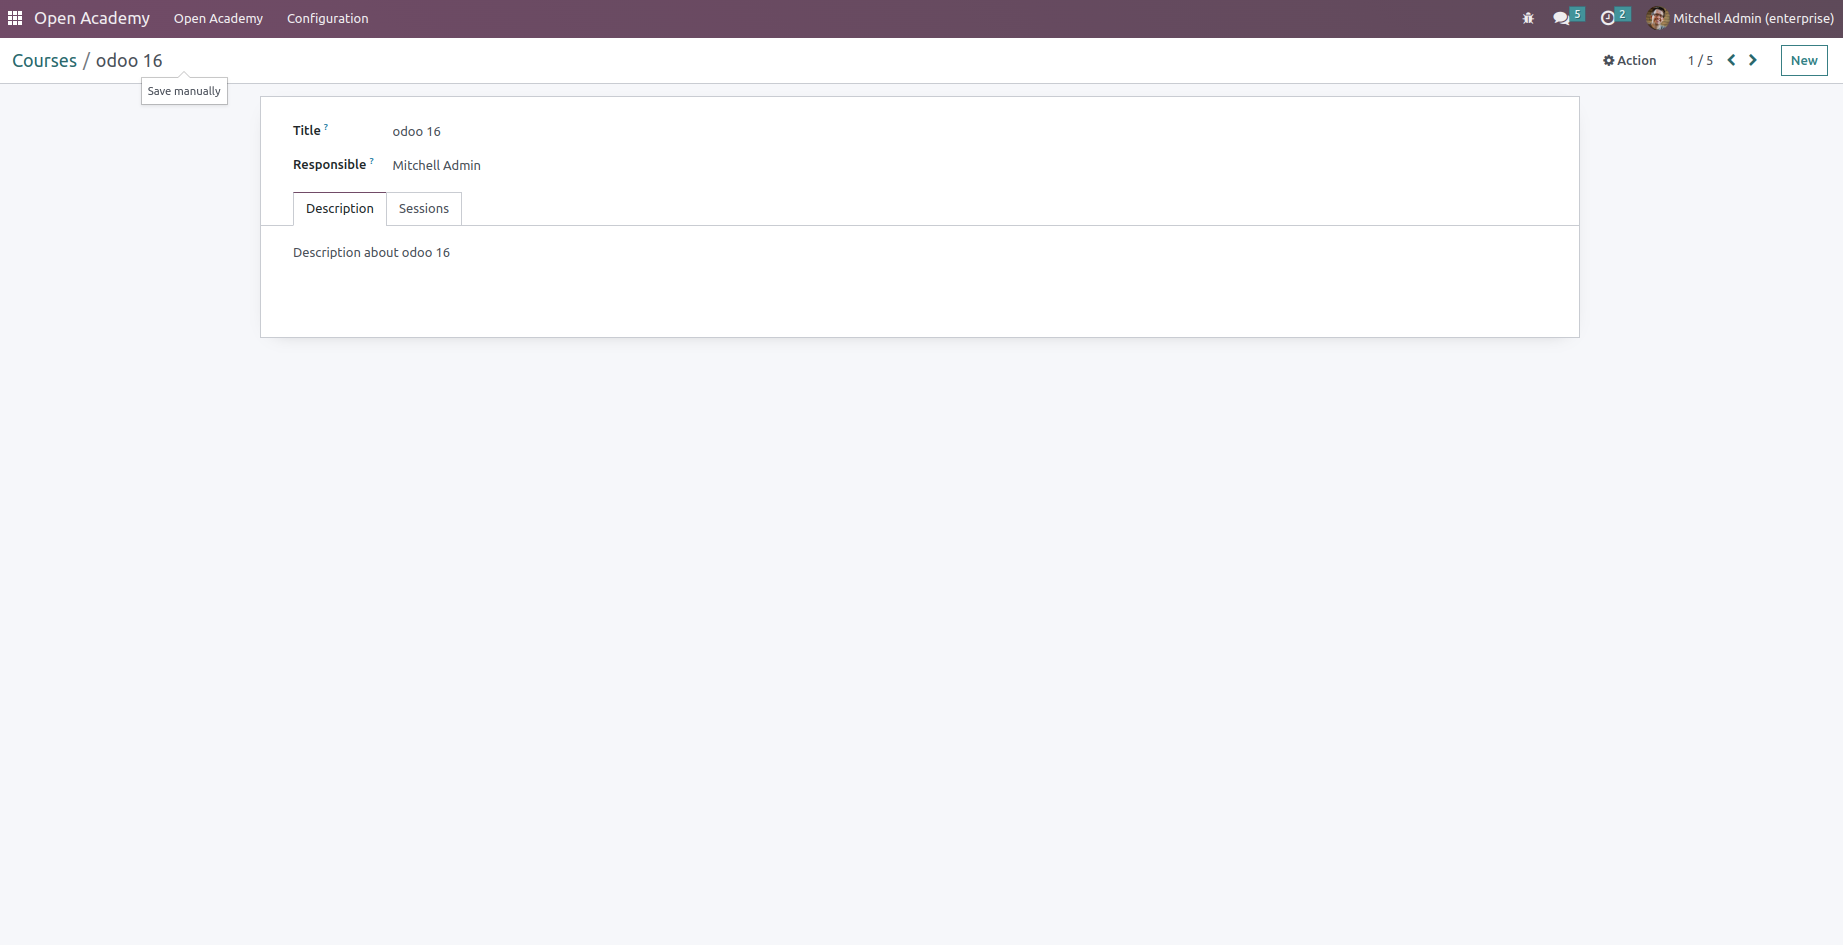 Open Academy Open Academy Configuration 5 2 Mitchell Admin (enterprise)
Courses / odoo 16 Action 1 / 5 New
Save manually
Title ? odoo 16
Responsible ? Mitchell Admin
Description Sessions
Description about odoo 16